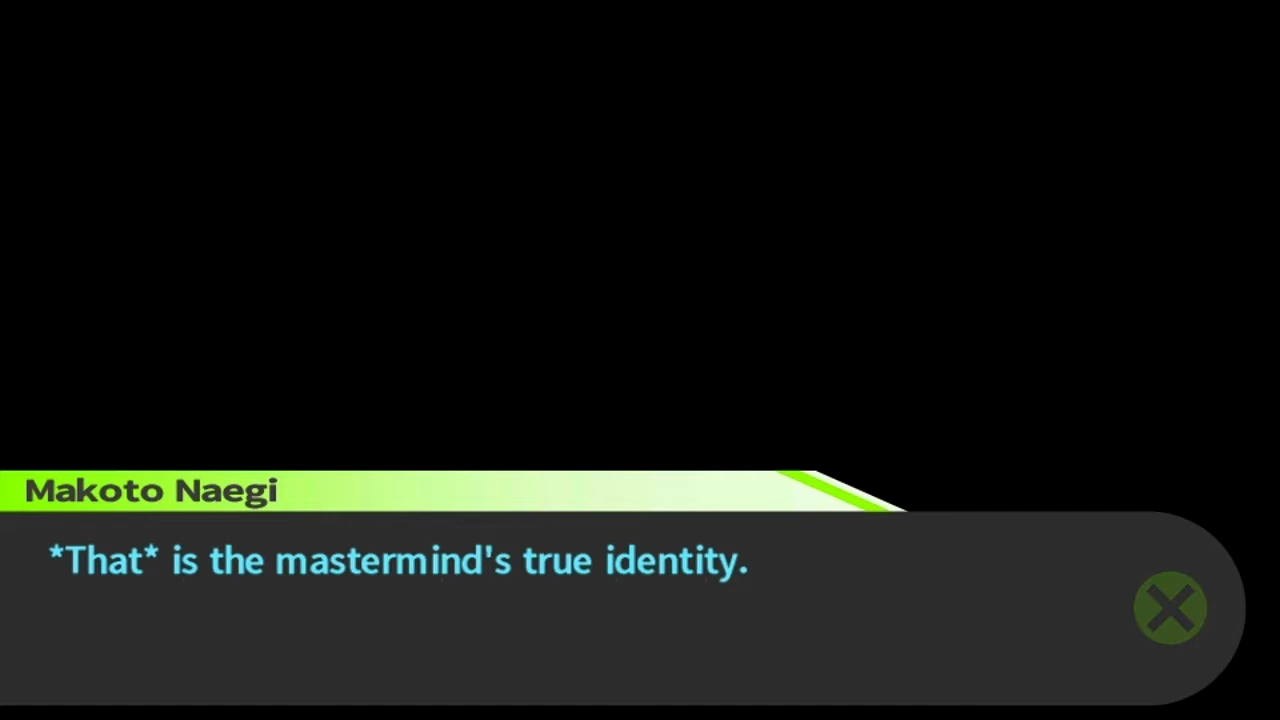 Makoto Naegi
*That* is the mastermind's true identity.